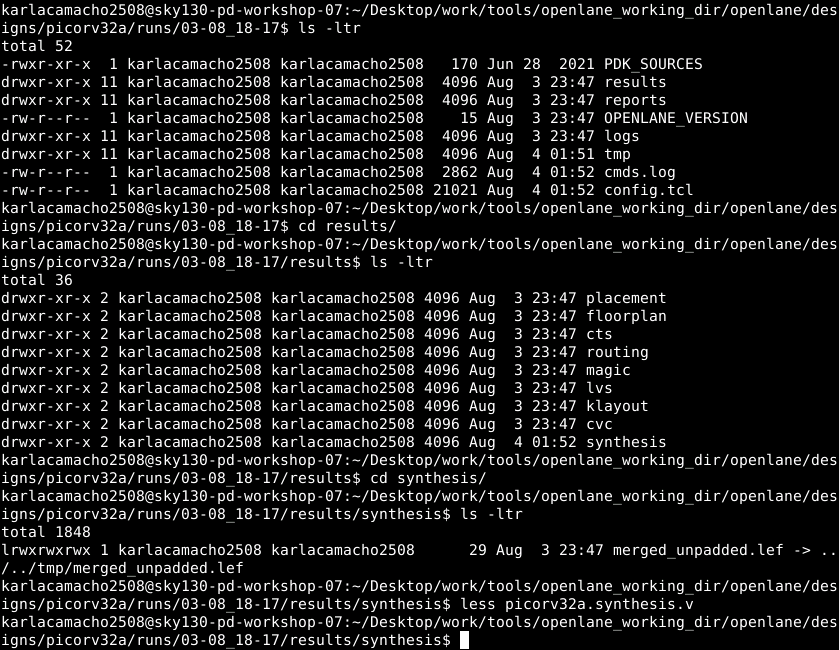 karlacamacho2508@sky130-pd-workshop-07:~/Desktop/work/tools/openlane_working_dir/openlane/des
igns/picorv32a/runs/03-08_18-17$ ls -ltr
total 52
-rwxr-xr-x  1 karlacamacho2508 karlacamacho2508   170 Jun 28  2021 PDK_SOURCES
drwxr-xr-x 11 karlacamacho2508 karlacamacho2508  4096 Aug  3 23:47 results
drwxr-xr-x 11 karlacamacho2508 karlacamacho2508  4096 Aug  3 23:47 reports
-rw-r--r--  1 karlacamacho2508 karlacamacho2508    15 Aug  3 23:47 OPENLANE_VERSION
drwxr-xr-x 11 karlacamacho2508 karlacamacho2508  4096 Aug  3 23:47 logs
drwxr-xr-x 11 karlacamacho2508 karlacamacho2508  4096 Aug  4 01:51 tmp
-rw-r--r--  1 karlacamacho2508 karlacamacho2508  2862 Aug  4 01:52 cmds.log
-rw-r--r--  1 karlacamacho2508 karlacamacho2508 21021 Aug  4 01:52 config.tcl
karlacamacho2508@sky130-pd-workshop-07:~/Desktop/work/tools/openlane_working_dir/openlane/des
igns/picorv32a/runs/03-08_18-17$ cd results/
karlacamacho2508@sky130-pd-workshop-07:~/Desktop/work/tools/openlane_working_dir/openlane/des
igns/picorv32a/runs/03-08_18-17/results$ ls -ltr
total 36
drwxr-xr-x 2 karlacamacho2508 karlacamacho2508 4096 Aug  3 23:47 placement
drwxr-xr-x 2 karlacamacho2508 karlacamacho2508 4096 Aug  3 23:47 floorplan
drwxr-xr-x 2 karlacamacho2508 karlacamacho2508 4096 Aug  3 23:47 cts
drwxr-xr-x 2 karlacamacho2508 karlacamacho2508 4096 Aug  3 23:47 routing
drwxr-xr-x 2 karlacamacho2508 karlacamacho2508 4096 Aug  3 23:47 magic
drwxr-xr-x 2 karlacamacho2508 karlacamacho2508 4096 Aug  3 23:47 lvs
drwxr-xr-x 2 karlacamacho2508 karlacamacho2508 4096 Aug  3 23:47 klayout
drwxr-xr-x 2 karlacamacho2508 karlacamacho2508 4096 Aug  3 23:47 cvc
drwxr-xr-x 2 karlacamacho2508 karlacamacho2508 4096 Aug  4 01:52 synthesis
karlacamacho2508@sky130-pd-workshop-07:~/Desktop/work/tools/openlane_working_dir/openlane/des
igns/picorv32a/runs/03-08_18-17/results$ cd synthesis/
karlacamacho2508@sky130-pd-workshop-07:~/Desktop/work/tools/openlane_working_dir/openlane/des
igns/picorv32a/runs/03-08_18-17/results/synthesis$ ls -ltr
total 1848
lrwxrwxrwx 1 karlacamacho2508 karlacamacho2508      29 Aug  3 23:47 merged_unpadded.lef -> ..
/../tmp/merged_unpadded.lef
karlacamacho2508@sky130-pd-workshop-07:~/Desktop/work/tools/openlane_working_dir/openlane/des
igns/picorv32a/runs/03-08_18-17/results/synthesis$ less picorv32a.synthesis.v
karlacamacho2508@sky130-pd-workshop-07:~/Desktop/work/tools/openlane_working_dir/openlane/des
igns/picorv32a/runs/03-08_18-17/results/synthesis$